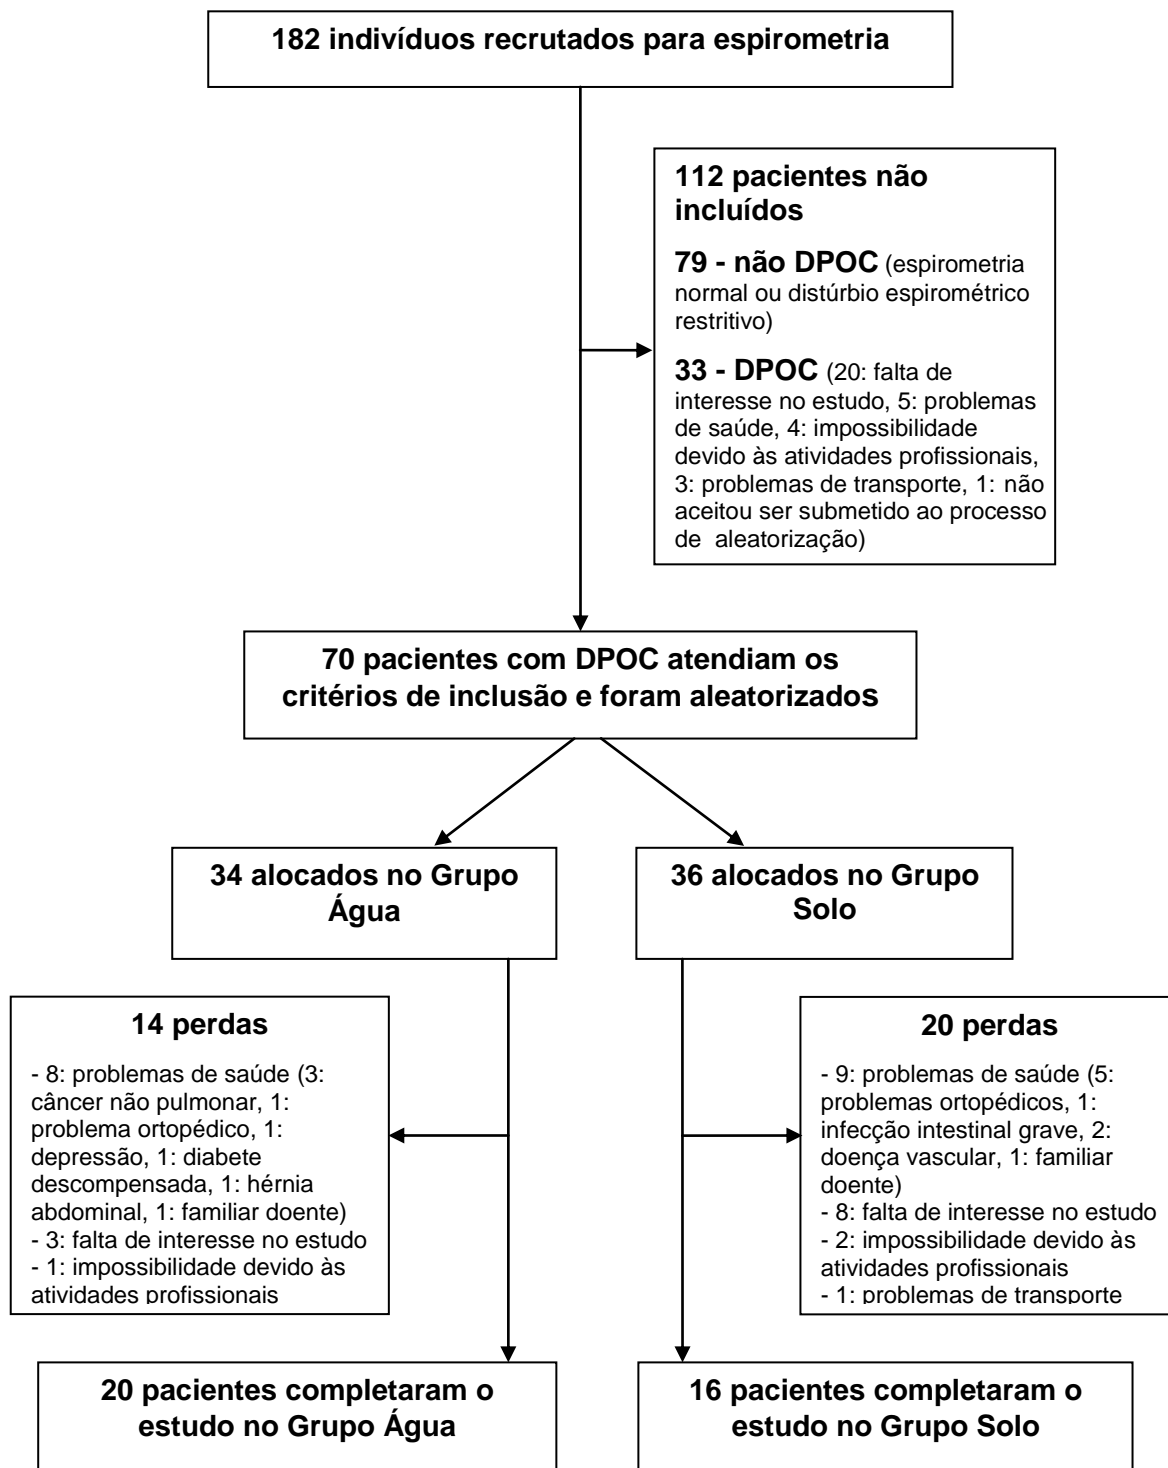 182 indivíduos recrutados para espirometria
112 pacientes não
incluídos
79 - não DPOC (espirometria
normal ou distúrbio espirométrico
restritivo)
33 - DPOC (20: falta de
interesse no estudo, 5: problemas
de saúde, 4: impossibilidade
devido às atividades profissionais,
3: problemas de transporte, 1: não
aceitou ser submetido ao processo
de aleatorização)
70 pacientes com DPOC atendiam os
critérios de inclusão e foram aleatorizados
34 alocados no Grupo
Água
36 alocados no Grupo
Solo
14 perdas
- 8: problemas de saúde (3:
câncer não pulmonar, 1:
problema ortopédico, 1:
depressão, 1: diabete
descompensada, 1: hérnia
abdominal, 1: familiar doente)
- 3: falta de interesse no estudo
- 1: impossibilidade devido às
atividades profissionais
20 perdas
- 9: problemas de saúde (5:
problemas ortopédicos, 1:
infecção intestinal grave, 2:
doença vascular, 1: familiar
doente)
- 8: falta de interesse no estudo
- 2: impossibilidade devido às
atividades profissionais
- 1: problemas de transporte
20 pacientes completaram o
estudo no Grupo Água
16 pacientes completaram o
estudo no Grupo Solo